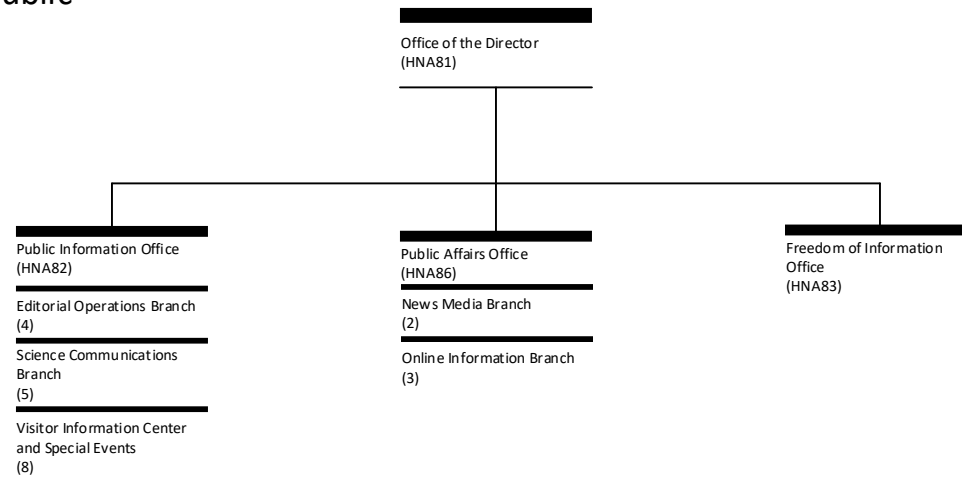 Office of the Director
(HNA81)
Public Information Office
(HNA82)
Editorial Operations Branch
(4)
Science Communications
Branch
(5)
Visitor Information Center
and Special Events
(8)
Public Affairs Office
(HNA86)
News Media Branch
(2)
Online Information Branch
(3)
Freedom of Information
Office
(HNA83)